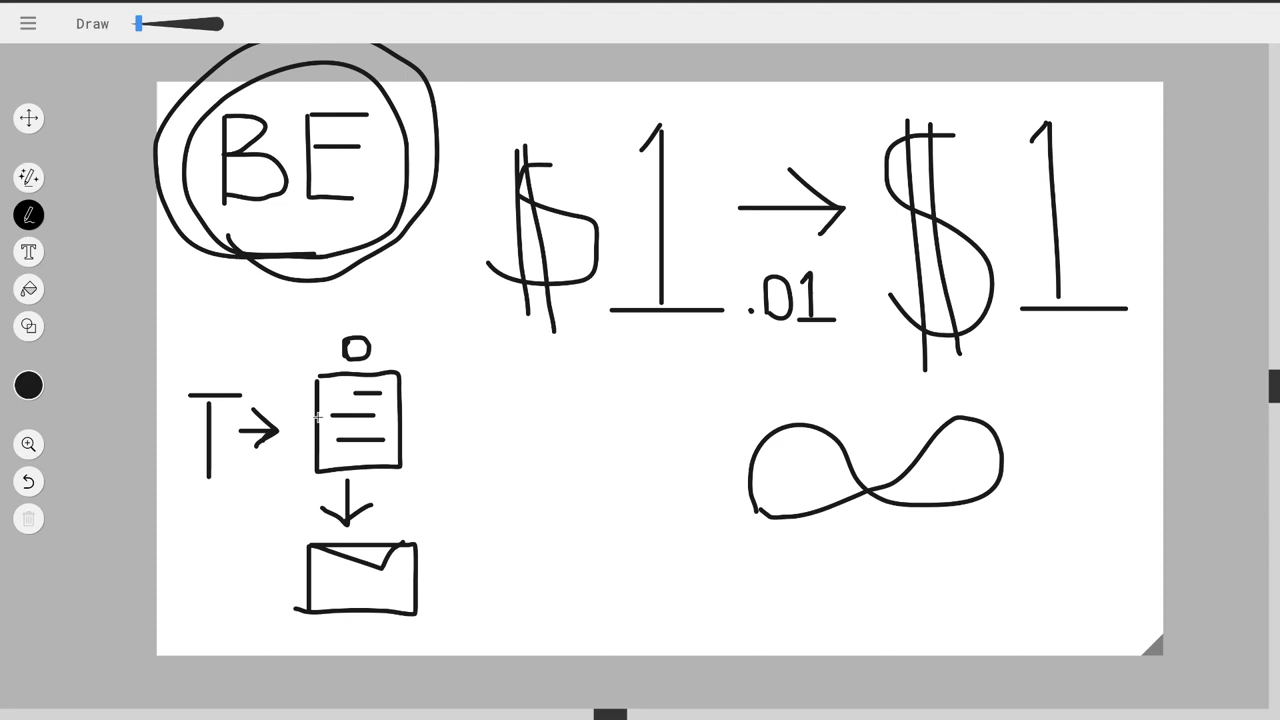 Draw
BE
$1 → $1
.01
O
T →
∞